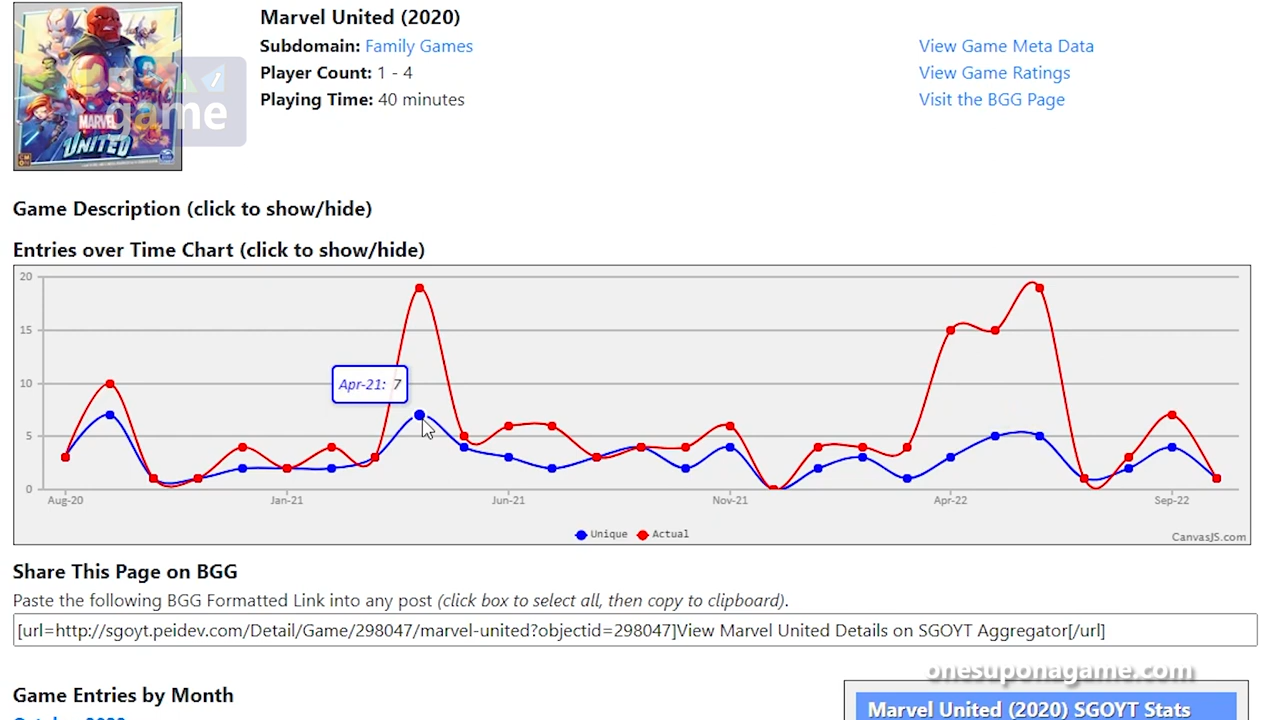 Marvel United (2020)
Subdomain: Family Games
Player Count: 1 - 4
Playing Time: 40 minutes
View Game Meta Data
View Game Ratings
Visit the BGG Page
game
MARVEL
UNITED
Game Description (click to show/hide)
Entries over Time Chart (click to show/hide)
20
15
10
5
0
Apr-21: 7
Aug-20 Jan-21 Jun-21 Nov-21 Apr-22 Sep-22
Unique Actual
CanvasJS.com
Share This Page on BGG
Paste the following BGG Formatted Link into any post (click box to select all, then copy to clipboard).
[url=http://sgoyt.peidev.com/Detail/Game/298047/marvel-united?objectid=298047]View Marvel United Details on SGOYT Aggregator[/url]
onesuponagame.com
Game Entries by Month
Marvel United (2020) SGOYT Stats